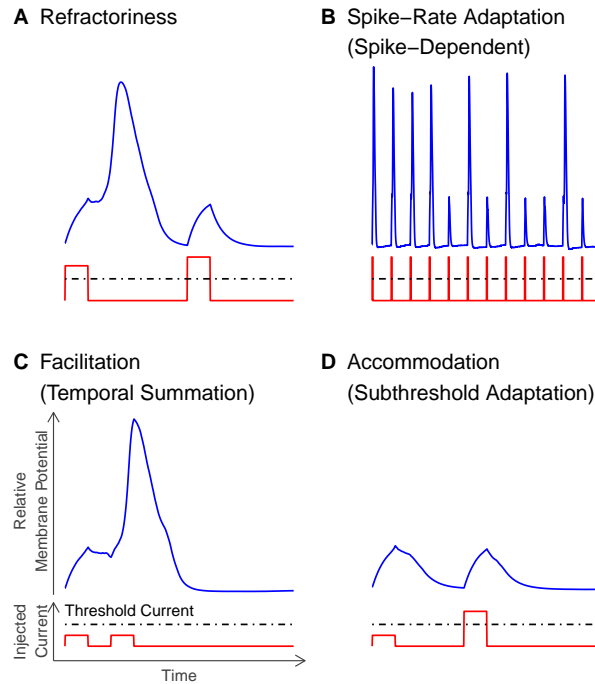 A Refractoriness
B Spike−Rate Adaptation
(Spike−Dependent)
C Facilitation
(Temporal Summation)
D Accommodation
(Subthreshold Adaptation)
Relative
Membrane Potential
Injected
Current
Threshold Current
Time